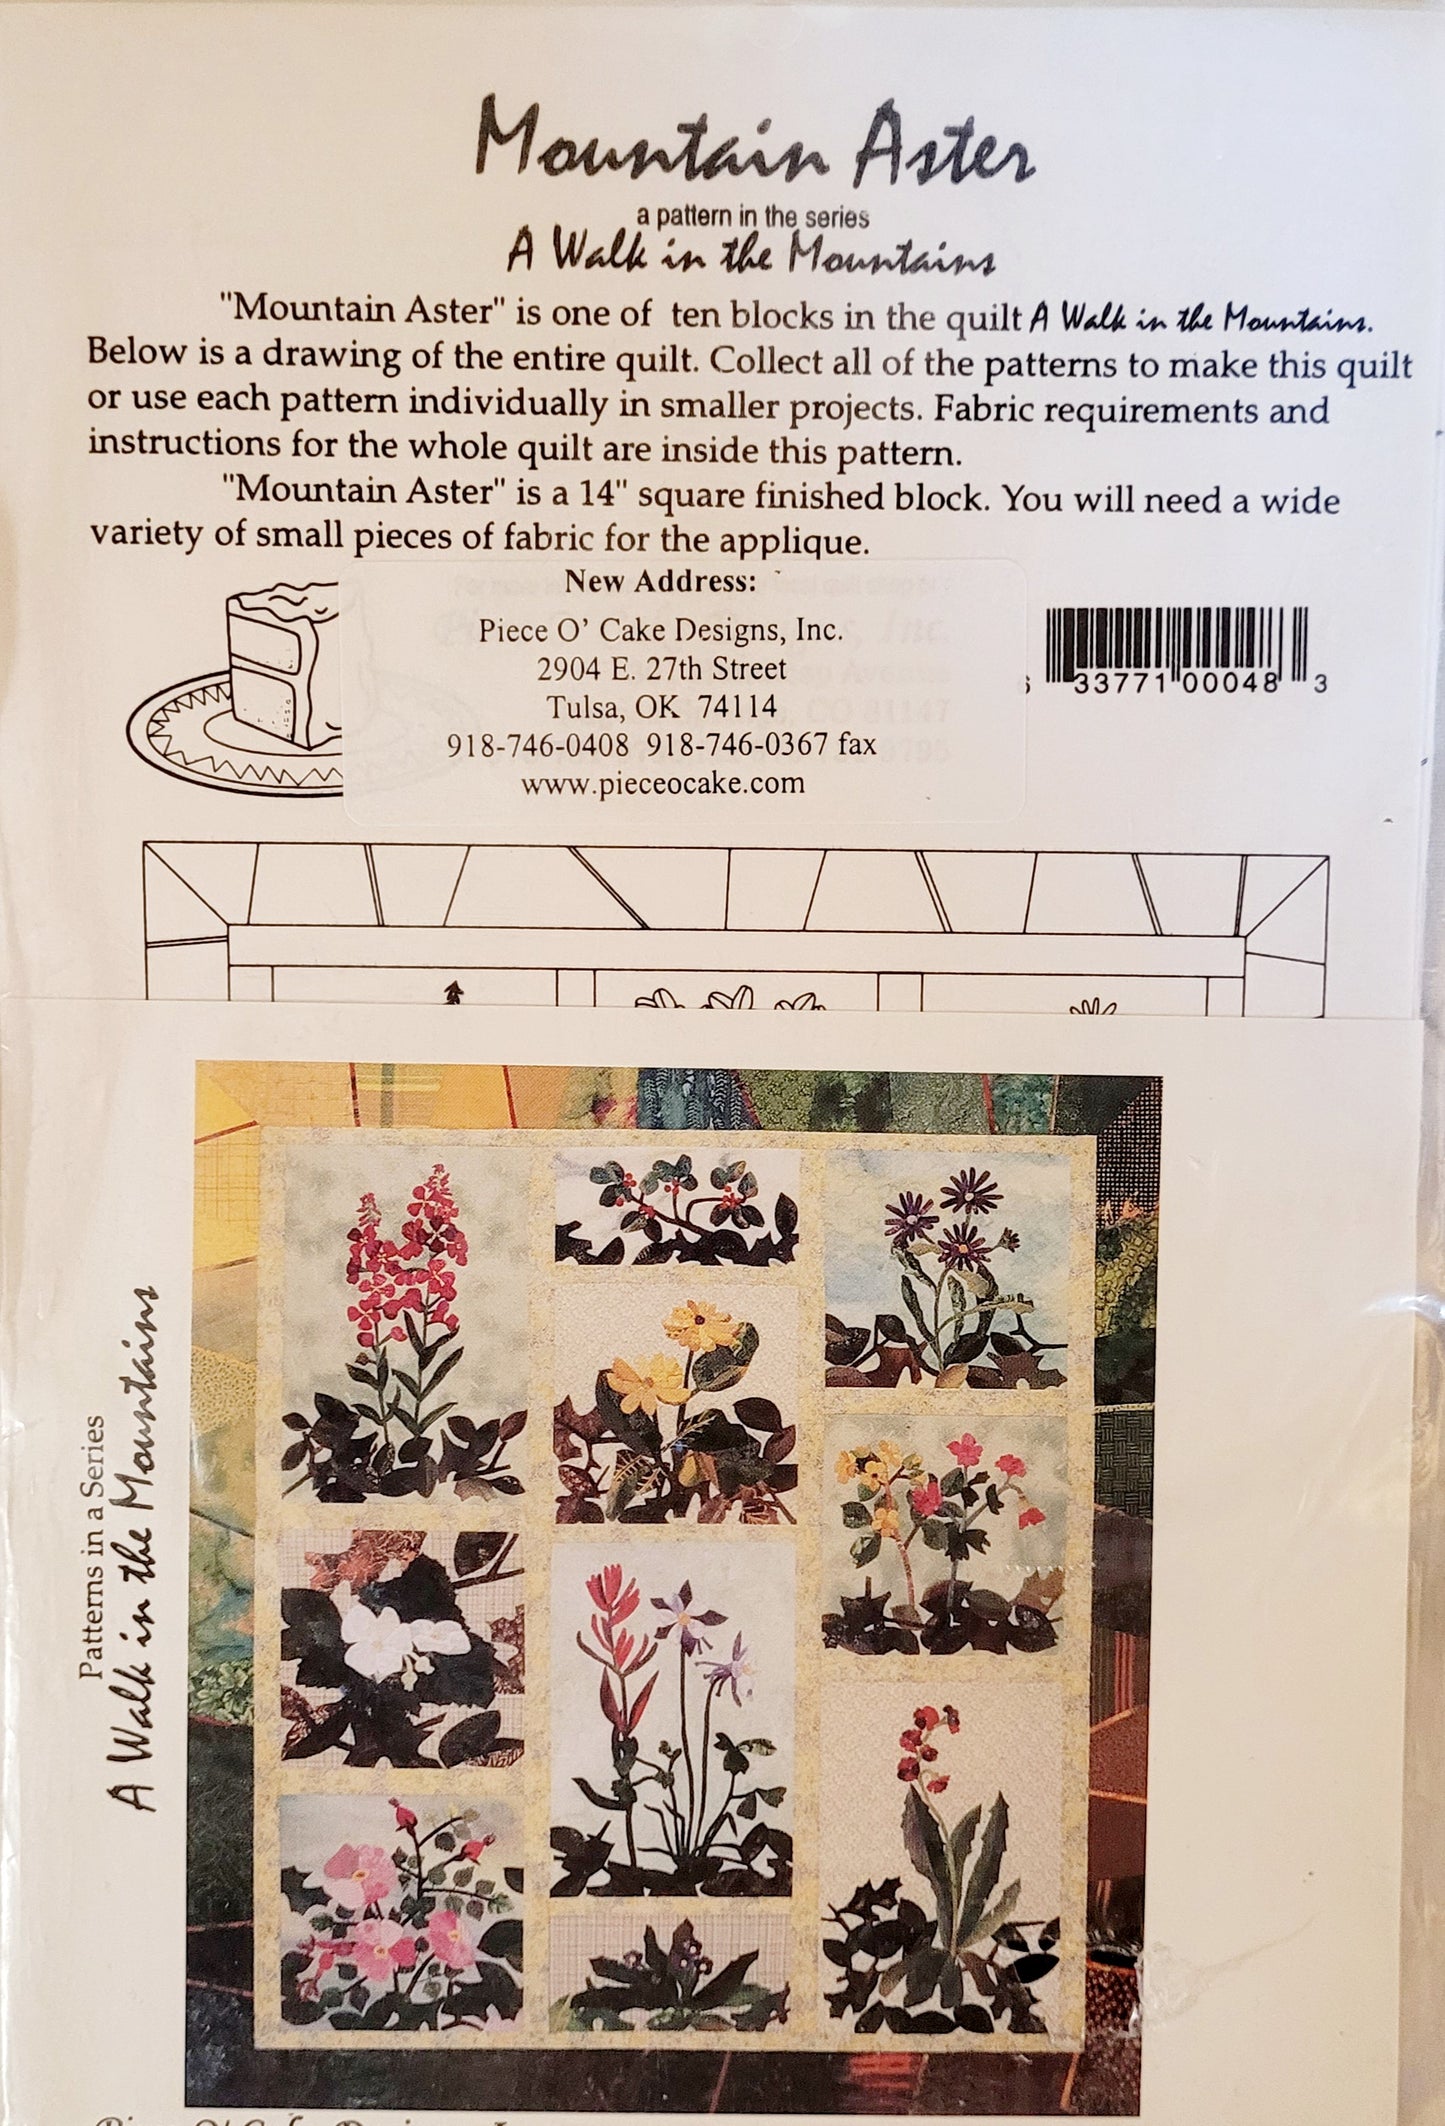 Mountain Aster
a pattern in the series
A Walk in the Mountains
"Mountain Aster" is one of ten blocks in the quilt A Walk in the Mountains.
Below is a drawing of the entire quilt. Collect all of the patterns to make this quilt
or use each pattern individually in smaller projects. Fabric requirements and
instructions for the whole quilt are inside this pattern.
"Mountain Aster" is a 14" square finished block. You will need a wide
variety of small pieces of fabric for the applique.
New Address:
Piece O' Cake Designs, Inc.
2904 E. 27th Street
Tulsa, OK 74114
918-746-0408 918-746-0367 fax
www.pieceocake.com
33771 00048 3
Patterns in a Series
A Walk in the Mountains